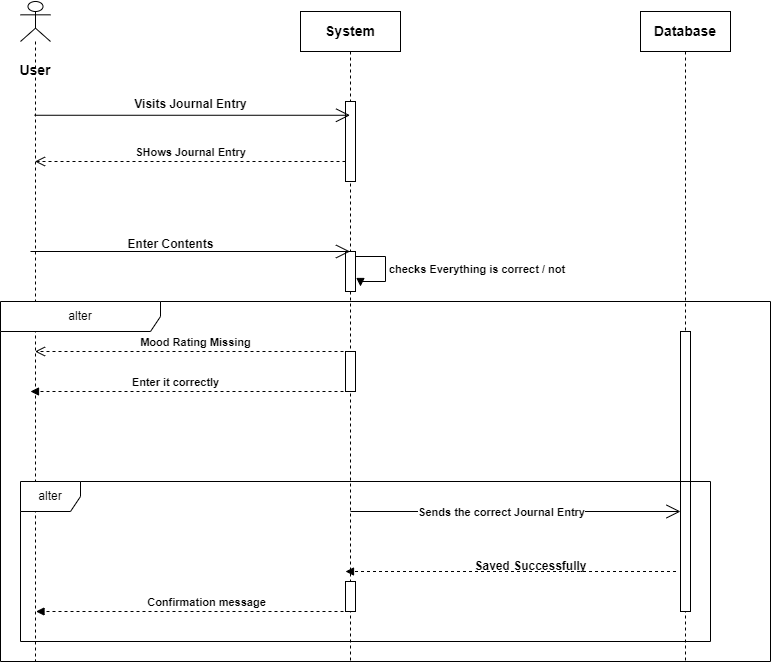 System
Database
User
Visits Journal Entry
SHows Journal Entry
Enter Contents
checks Everything is correct / not
alter
Mood Rating Missing
Enter it correctly
alter
Sends the correct Journal Entry
Saved Successfully
Confirmation message